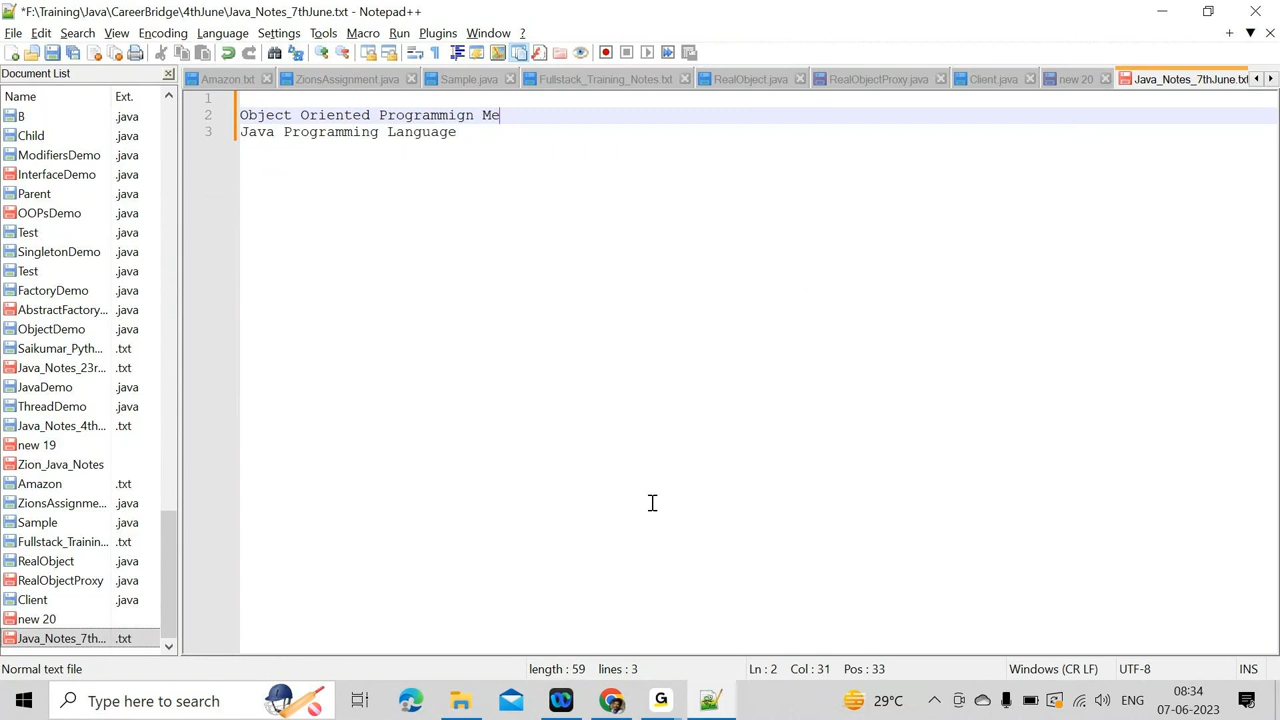 *F:\Training\Java\CareerBridge\4thJune\Java_Notes_7thJune.txt - Notepad++
File Edit Search View Encoding Language Settings Tools Macro Run Plugins Window ?
Document List
Amazon.txt ZionsAssignment.java Sample.java Fullstack_Training_Notes.txt RealObject.java RealObjectProxy.java Client.java new 20 Java_Notes_7thJune.txt
Name Ext.
B .java
Child .java
ModifiersDemo .java
InterfaceDemo .java
Parent .java
OOPsDemo .java
Test .java
SingletonDemo .java
Test .java
FactoryDemo .java
AbstractFactory... .java
ObjectDemo .java
Saikumar_Pyth... .txt
Java_Notes_23r... .txt
JavaDemo .java
ThreadDemo .java
Java_Notes_4th... .txt
new 19
Zion_Java_Notes
Amazon .txt
ZionsAssignme... .java
Sample .java
Fullstack_Trainin... .txt
RealObject .java
RealObjectProxy .java
Client .java
new 20
Java_Notes_7th... .txt
1
2 Object Oriented Programmign Me
3 Java Programming Language
Normal text file length : 59 lines : 3 Ln : 2 Col : 31 Pos : 33 Windows (CR LF) UTF-8 INS
Type here to search
29°C
ENG
08:34
07-06-2023